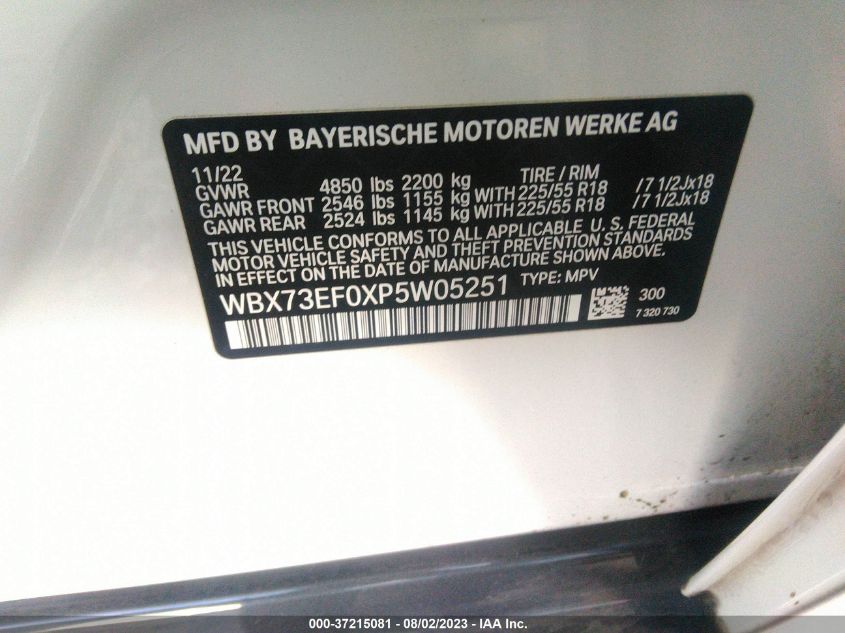 MFD BY BAYERISCHE MOTOREN WERKE AG
11/22 TIRE / RIM
GVWR 4850 lbs 2200 kg
GAWR FRONT 2546 lbs 1155 kg WITH 225/55 R18 / 7 1/2Jx18
GAWR REAR 2524 lbs 1145 kg WITH 225/55 R18 / 7 1/2Jx18
THIS VEHICLE CONFORMS TO ALL APPLICABLE U. S. FEDERAL
MOTOR VEHICLE SAFETY AND THEFT PREVENTION STANDARDS
IN EFFECT ON THE DATE OF MANUFACTURE SHOWN ABOVE.
WBX73EF0XP5W05251 TYPE: MPV
300
7 320 730
000-37215081 - 08/02/2023 - IAA Inc.